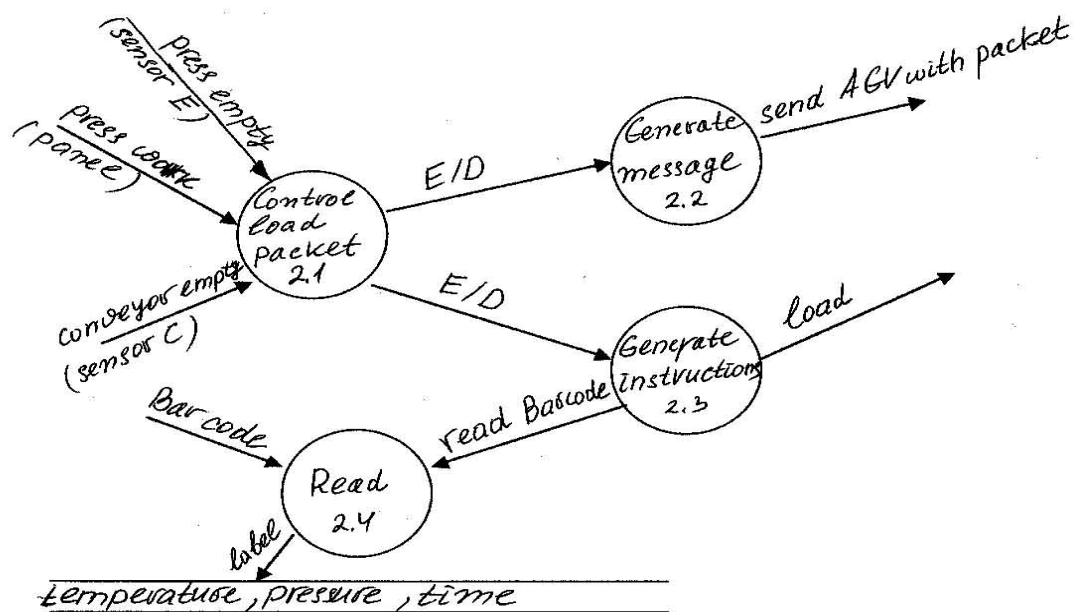 press empty
(sensor E)
press work
(panel)
Control
load
packet
2.1
conveyor empty
(sensor C)
E/D
Generate
message
2.2
send AGV with packet
E/D
Generate
instructions
2.3
load
read Barcode
Bar code
Read
2.4
label
temperature, pressure, time